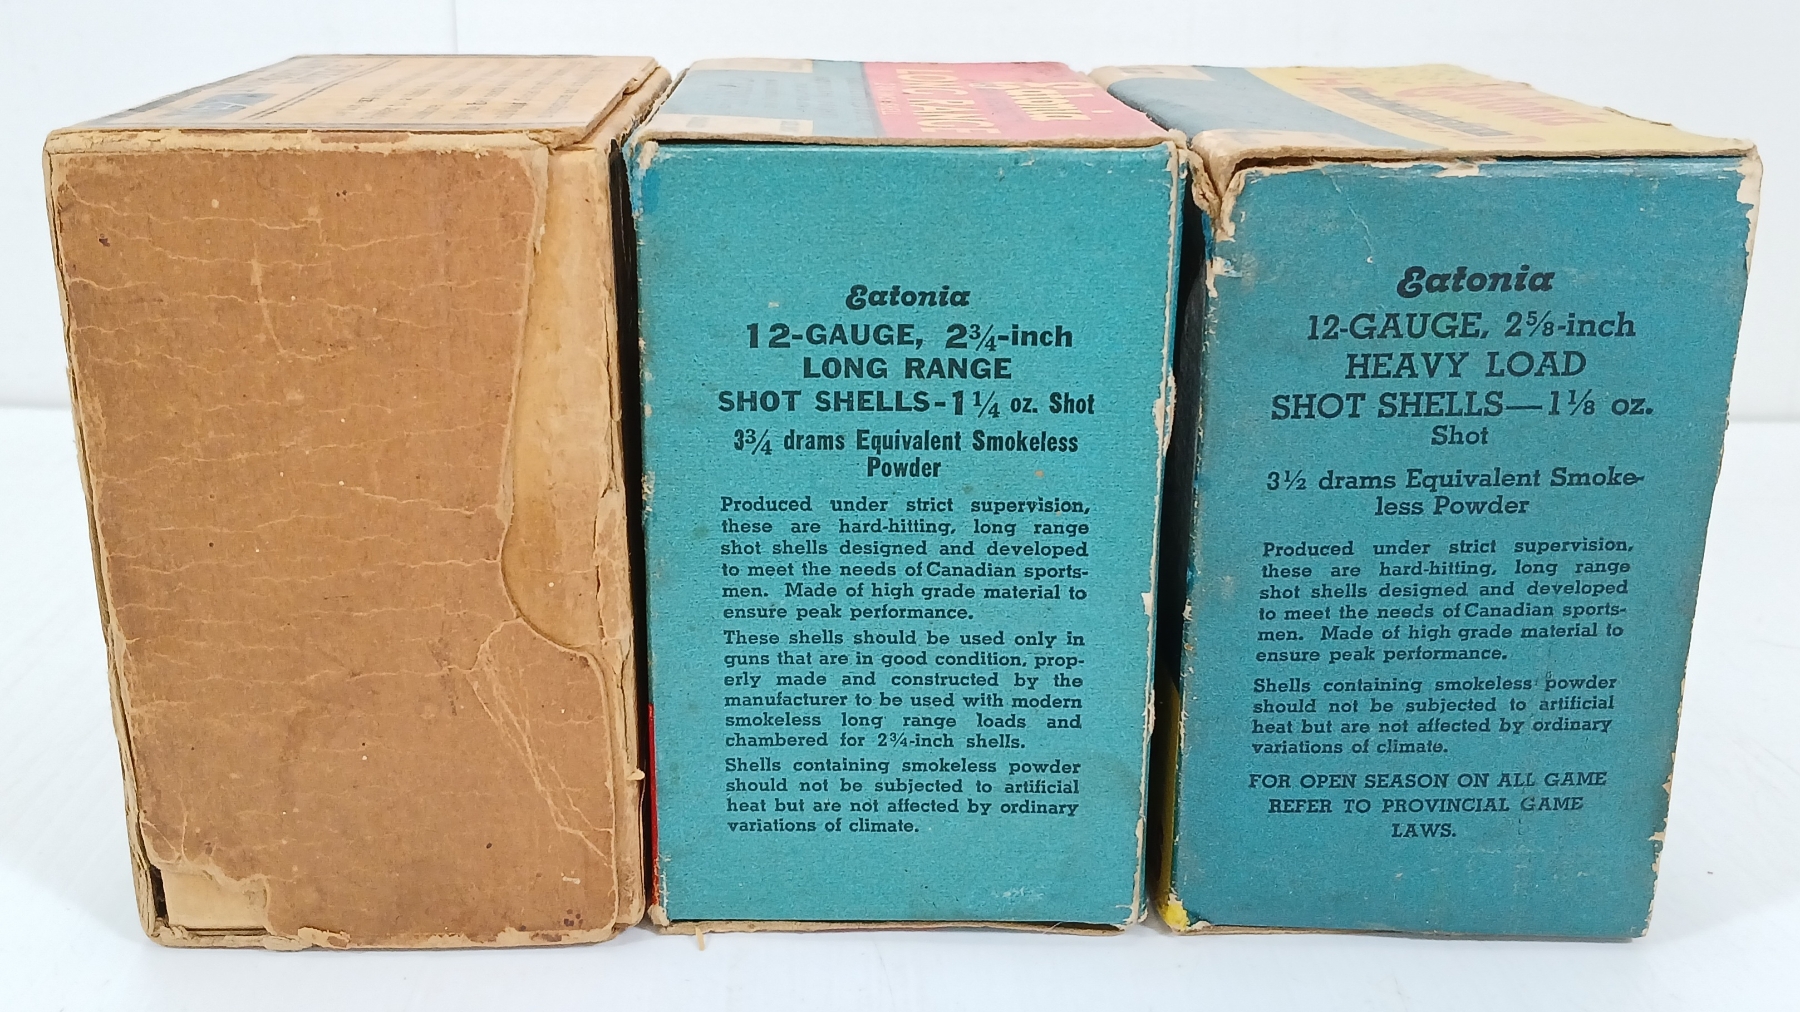 Eatonia
LONG RANGE
Eatonia
Eatonia
12-GAUGE, 2¾-inch
LONG RANGE
SHOT SHELLS-1¼ oz. Shot
3¾ drams Equivalent Smokeless
Powder
Produced under strict supervision,
these are hard-hitting, long range
shot shells designed and developed
to meet the needs of Canadian sports-
men. Made of high grade material to
ensure peak performance.
These shells should be used only in
guns that are in good condition, prop-
erly made and constructed by the
manufacturer to be used with modern
smokeless long range loads and
chambered for 2¾-inch shells.
Shells containing smokeless powder
should not be subjected to artificial
heat but are not affected by ordinary
variations of climate.
Eatonia
12-GAUGE, 2⅝-inch
HEAVY LOAD
SHOT SHELLS—1⅛ oz.
Shot
3½ drams Equivalent Smoke-
less Powder
Produced under strict supervision,
these are hard-hitting, long range
shot shells designed and developed
to meet the needs of Canadian sports-
men. Made of high grade material to
ensure peak performance.
Shells containing smokeless powder
should not be subjected to artificial
heat but are not affected by ordinary
variations of climate.
FOR OPEN SEASON ON ALL GAME
REFER TO PROVINCIAL GAME
LAWS.